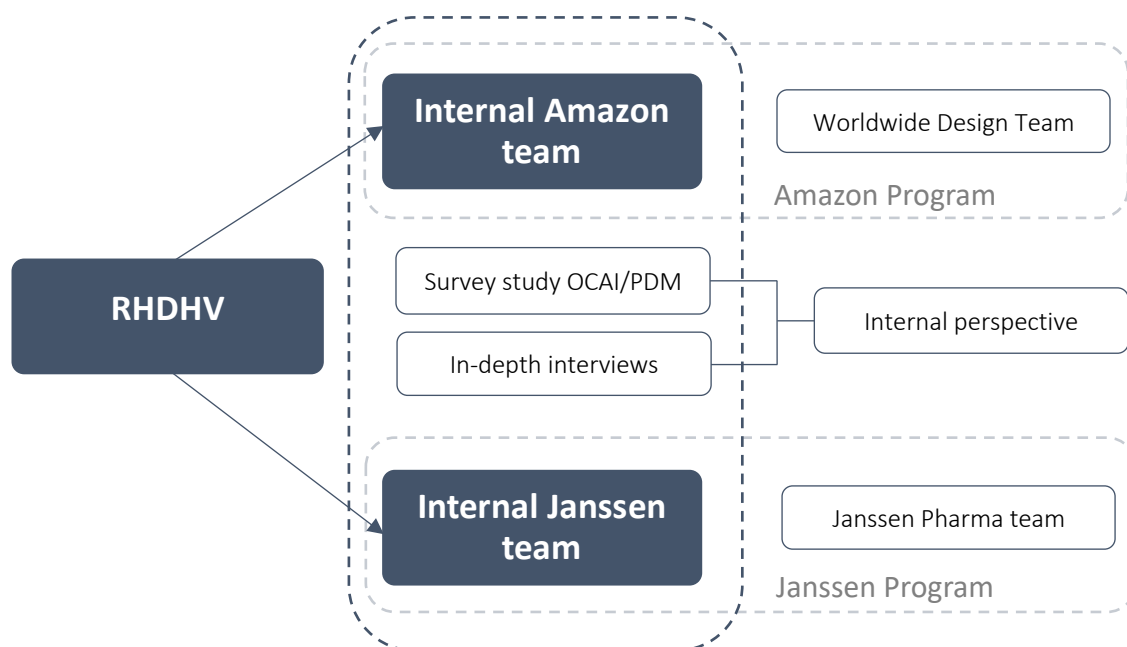 Internal Amazon
team
Worldwide Design Team
Amazon Program
RHDHV
Survey study OCAI/PDM
In-depth interviews
Internal perspective
Internal Janssen
team
Janssen Pharma team
Janssen Program